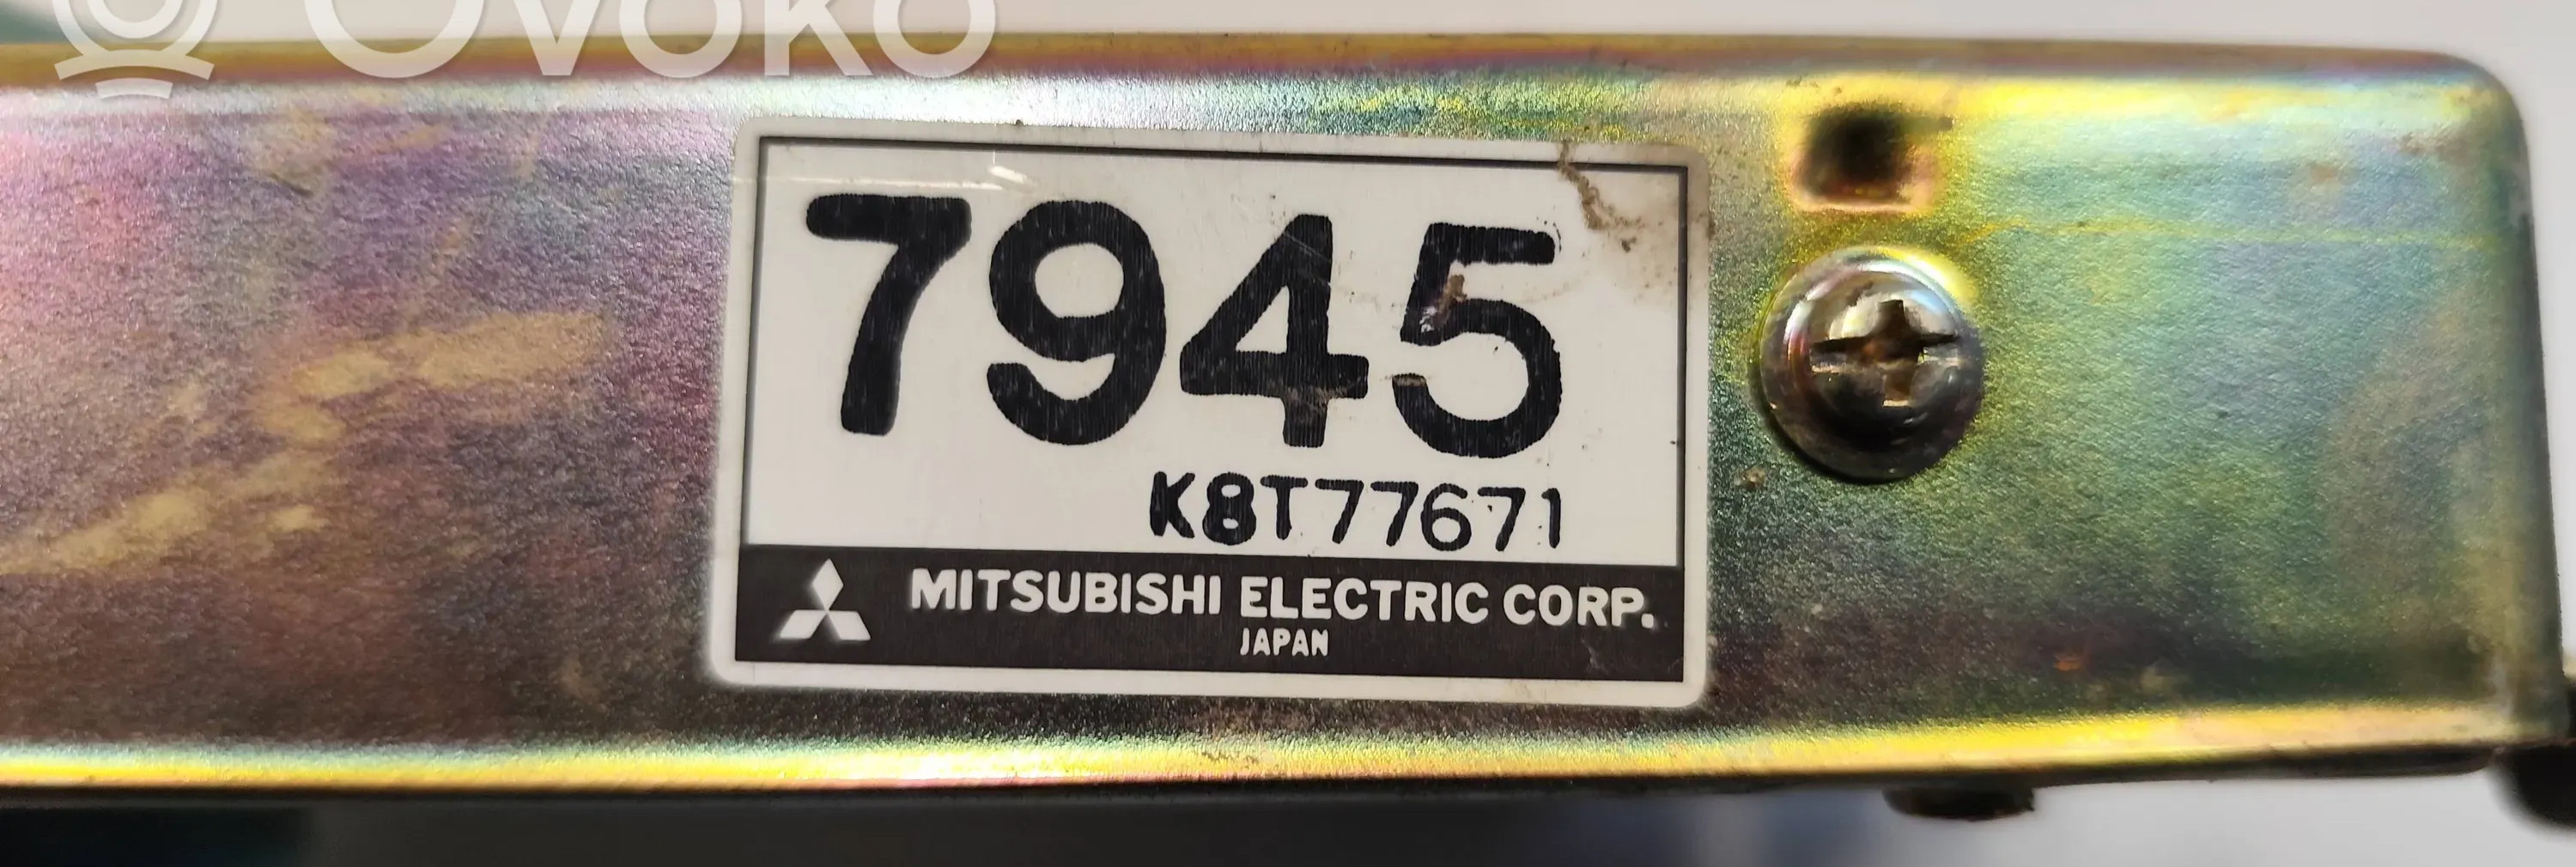 OVOKO
7945
K8T77671
MITSUBISHI ELECTRIC CORP.
JAPAN